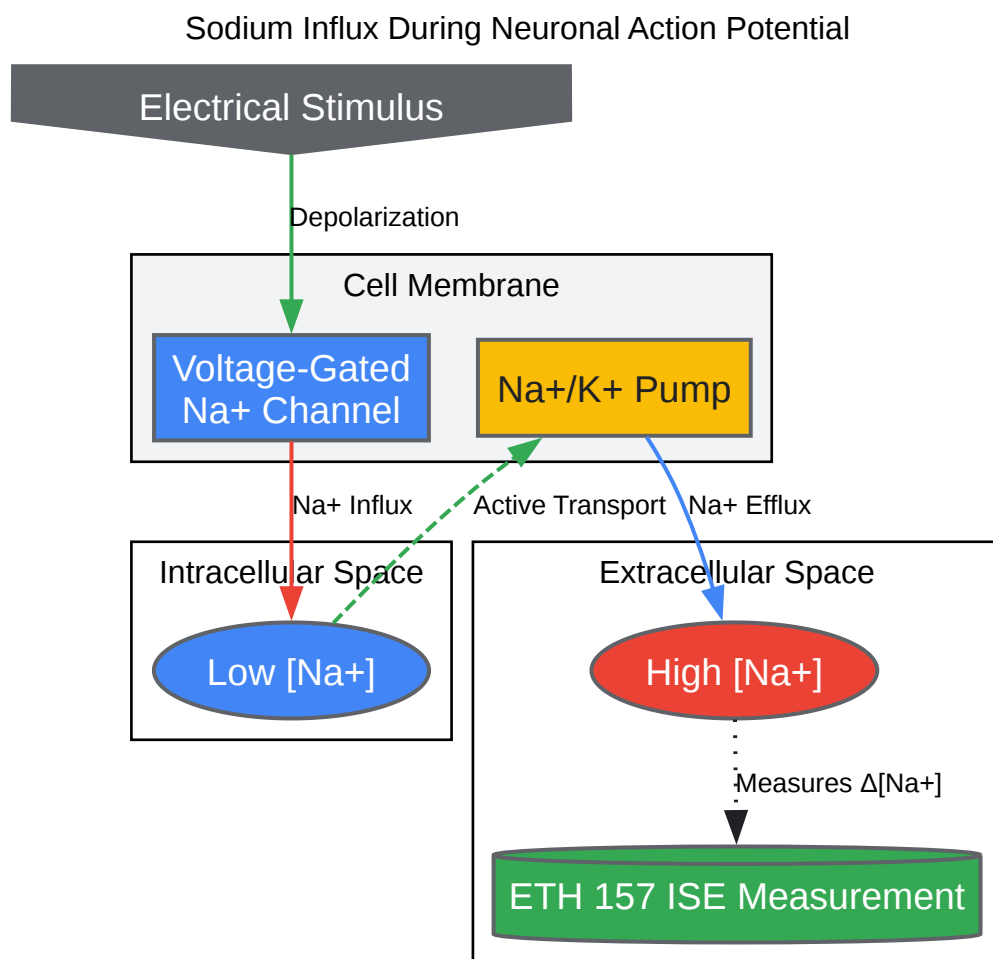 Sodium Influx During Neuronal Action Potential
Electrical Stimulus
Depolarization
Cell Membrane
Voltage-Gated
Na+ Channel
Na+/K+ Pump
Na+ Influx
Active Transport
Na+ Efflux
Intracellular Space
Extracellular Space
Low [Na+]
High [Na+]
Measures Δ[Na+]
ETH 157 ISE Measurement